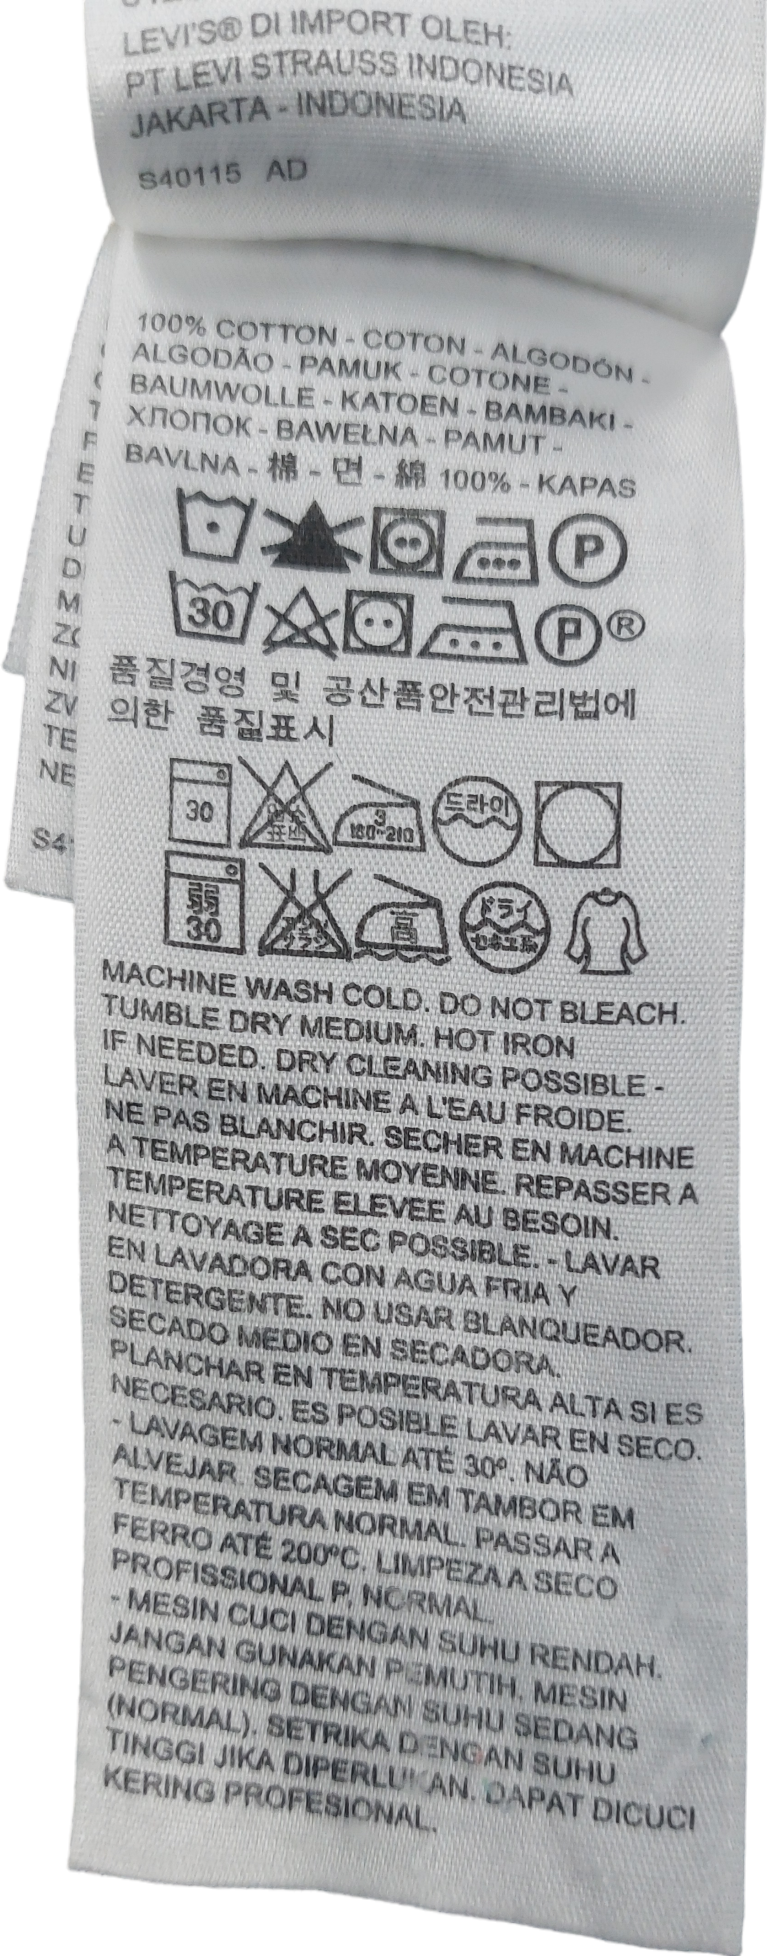 LEVI'S® DI IMPORT OLEH:
PT LEVI STRAUSS INDONESIA
JAKARTA - INDONESIA
S40115 AD
100% COTTON - COTON - ALGODÓN -
ALGODÃO - PAMUK - COTONE -
BAUMWOLLE - KATOEN - BAMBAKI -
ХЛОПОК - BAWEŁNA - PAMUT -
BAVLNA - 棉 - 면 - 綿 100% - KAPAS
P
30 P ®
품질경영 및 공산품안전관리법에
의한 품질표시
30 3 180~210 드라이
弱 30 高 ドライ
MACHINE WASH COLD. DO NOT BLEACH.
TUMBLE DRY MEDIUM. HOT IRON
IF NEEDED. DRY CLEANING POSSIBLE -
LAVER EN MACHINE A L'EAU FROIDE.
NE PAS BLANCHIR. SECHER EN MACHINE
A TEMPERATURE MOYENNE. REPASSER A
TEMPERATURE ELEVEE AU BESOIN.
NETTOYAGE A SEC POSSIBLE. - LAVAR
EN LAVADORA CON AGUA FRIA Y
DETERGENTE. NO USAR BLANQUEADOR.
SECADO MEDIO EN SECADORA.
PLANCHAR EN TEMPERATURA ALTA SI ES
NECESARIO. ES POSIBLE LAVAR EN SECO.
- LAVAGEM NORMAL ATÉ 30º. NÃO
ALVEJAR. SECAGEM EM TAMBOR EM
TEMPERATURA NORMAL. PASSAR A
FERRO ATÉ 200ºC. LIMPEZA A SECO
PROFISSIONAL P, NORMAL.
- MESIN CUCI DENGAN SUHU RENDAH.
JANGAN GUNAKAN PEMUTIH. MESIN
PENGERING DENGAN SUHU SEDANG
(NORMAL). SETRIKA DENGAN SUHU
TINGGI JIKA DIPERLUKAN. DAPAT DICUCI
KERING PROFESIONAL.